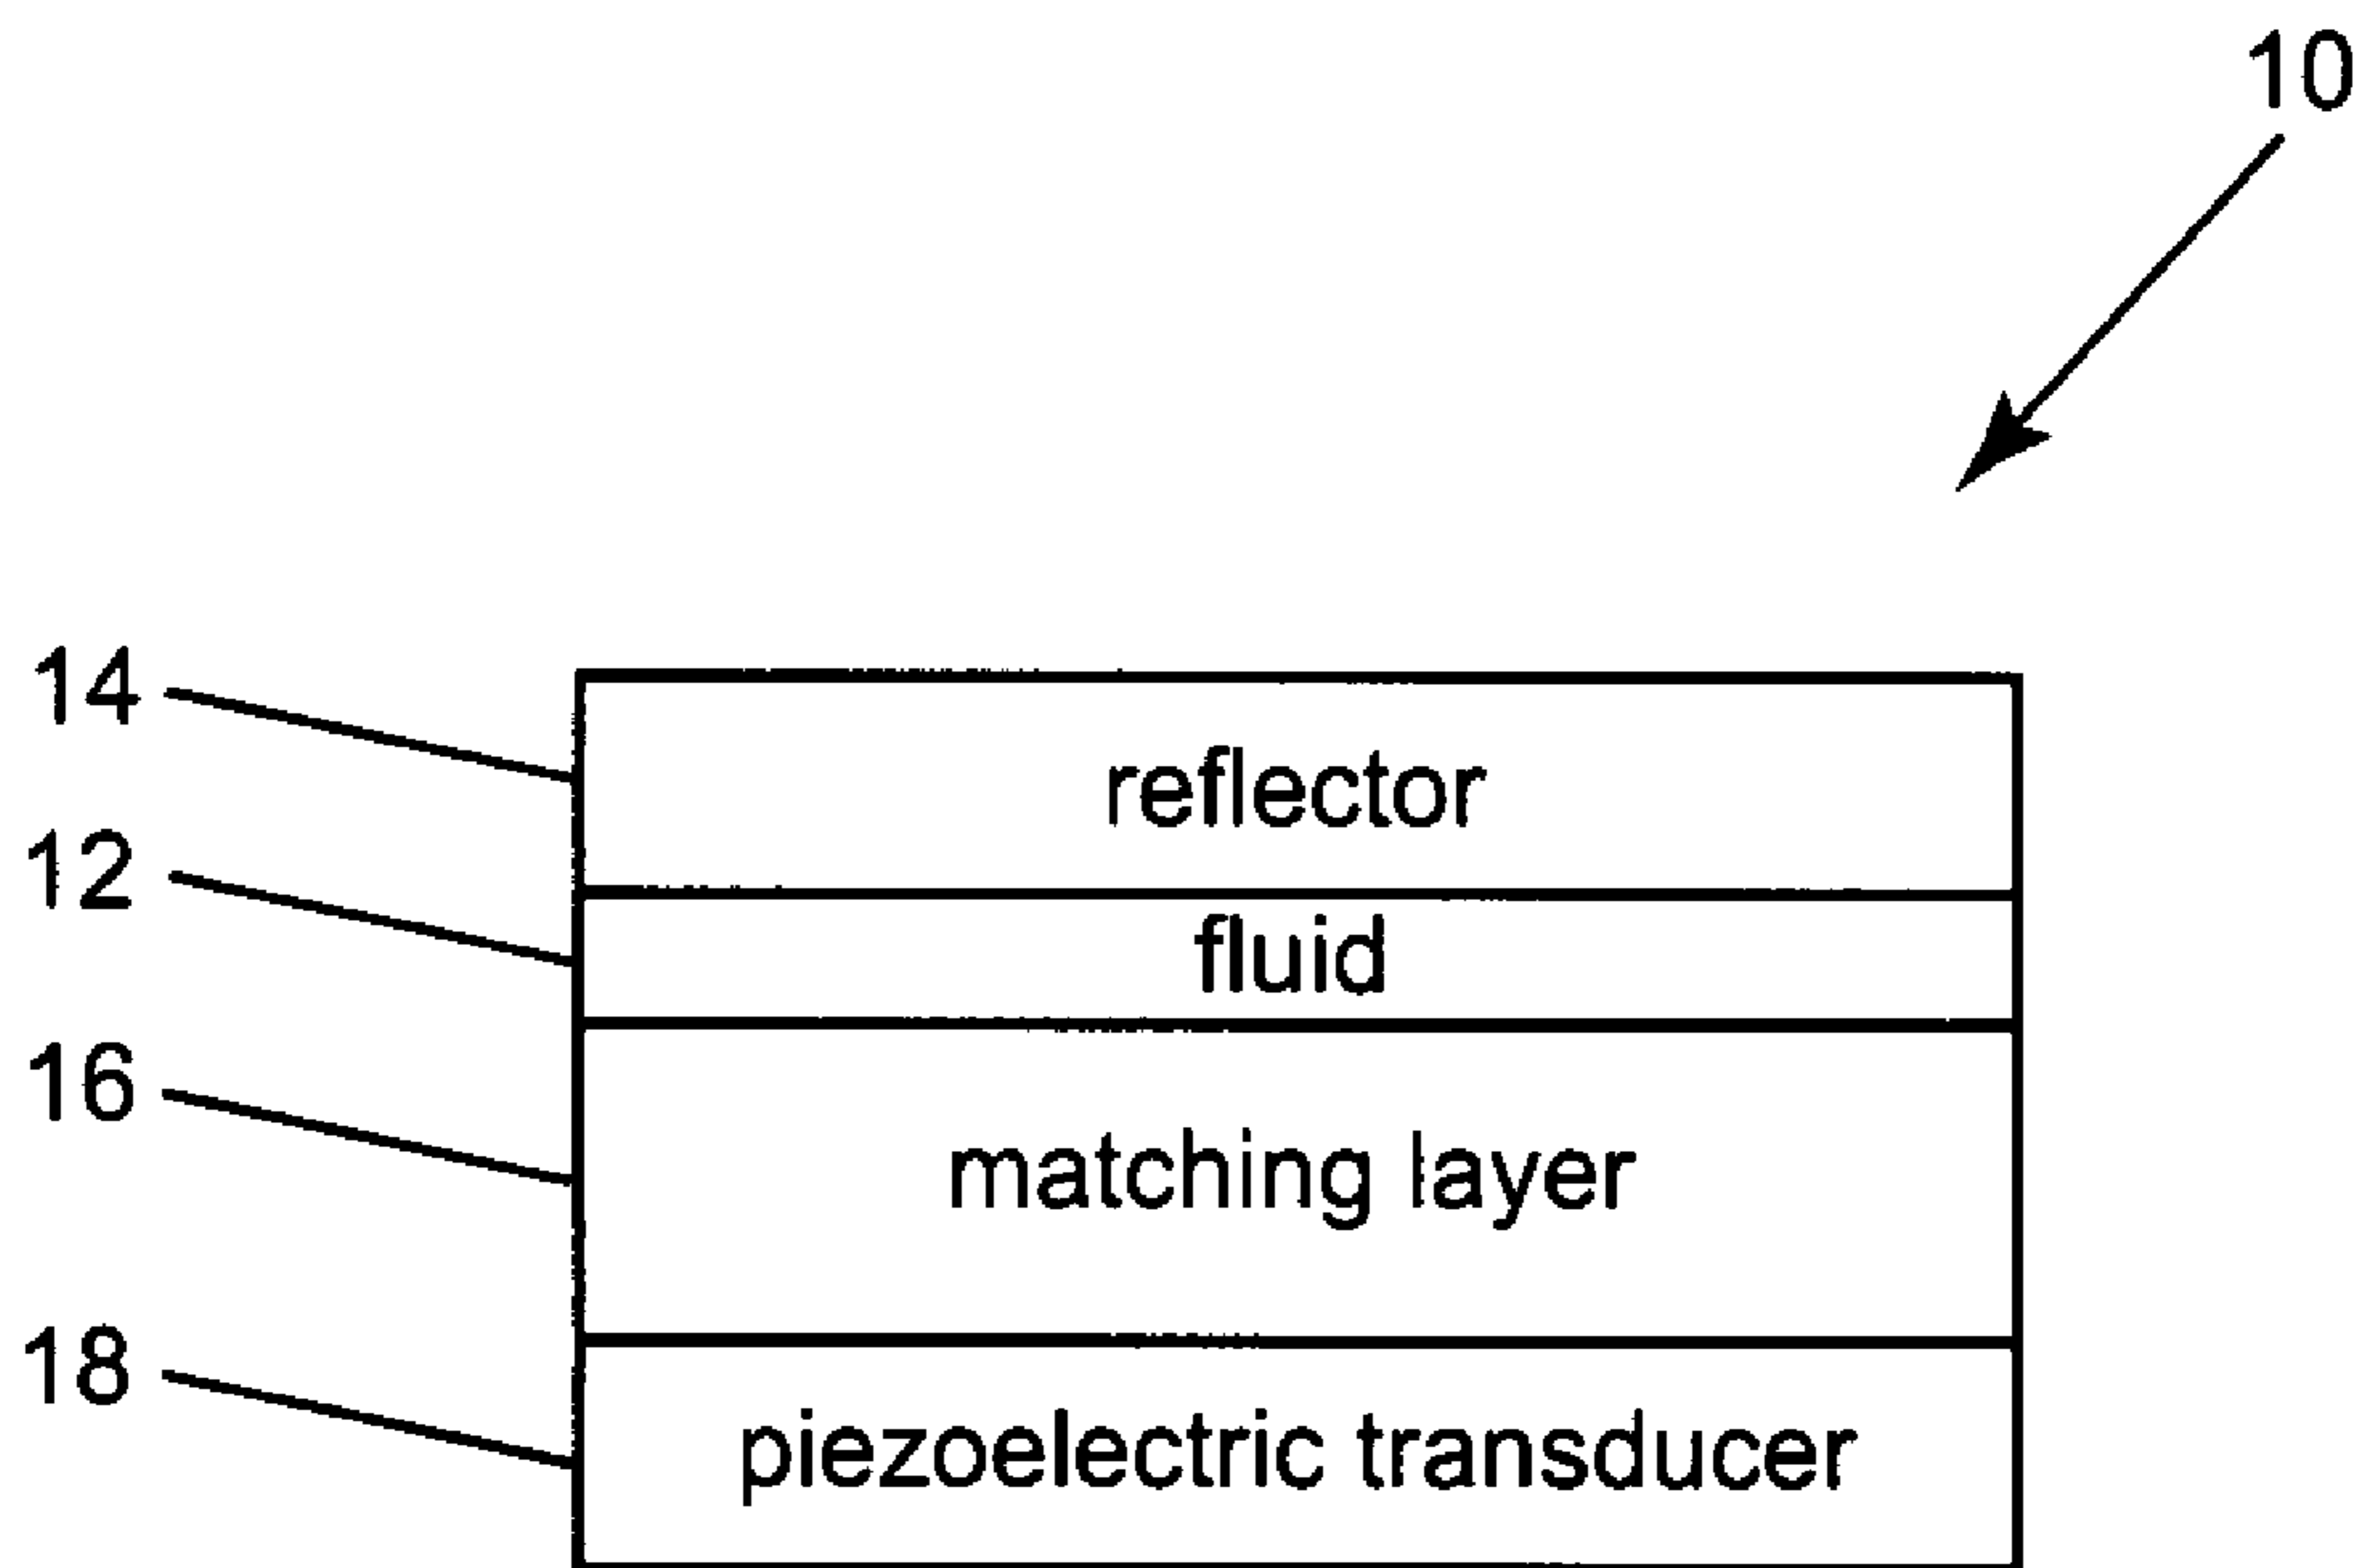 10
14
reflector
12
fluid
16
matching layer
18
piezoelectric transducer